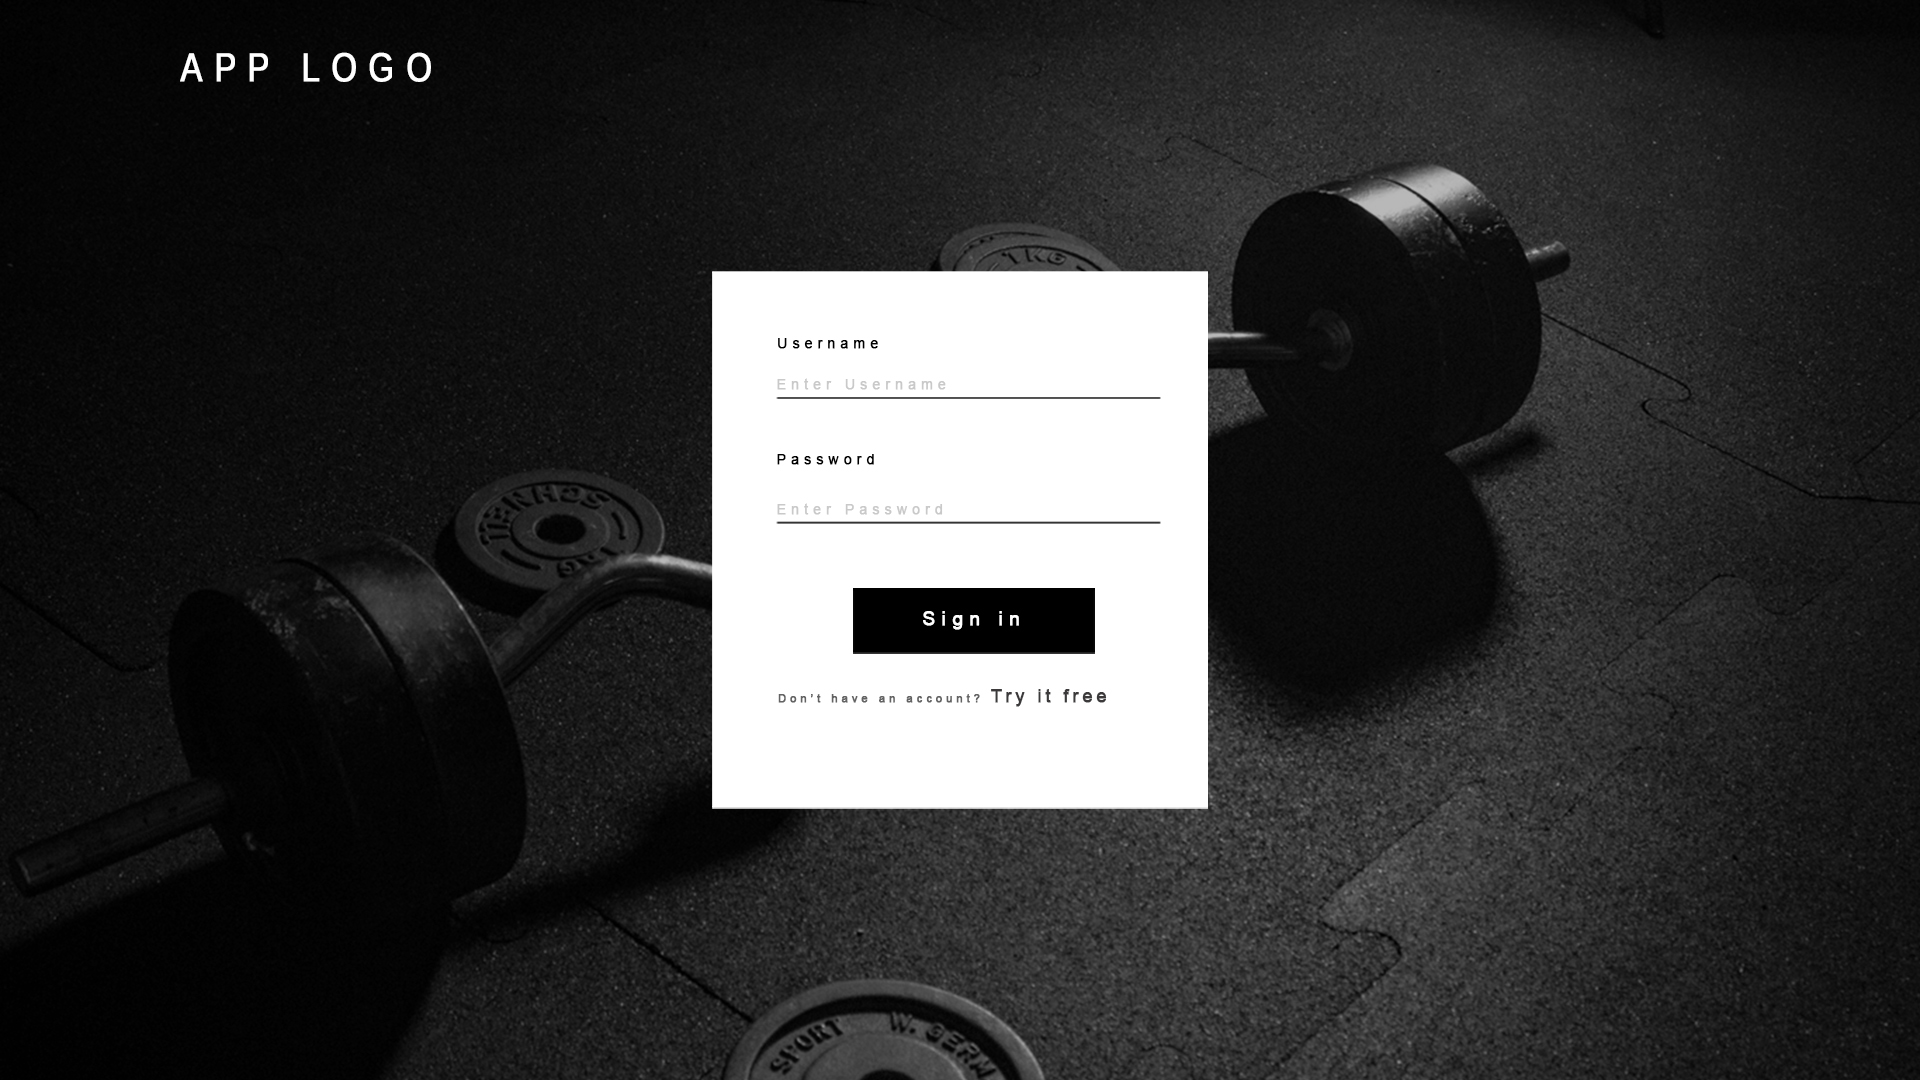 APP LOGO
1KG
Username
Enter Username
Password
Enter Password
SCHNELL
1KG
Sign in
Don't have an account? Try it free
SPORT W. GERM